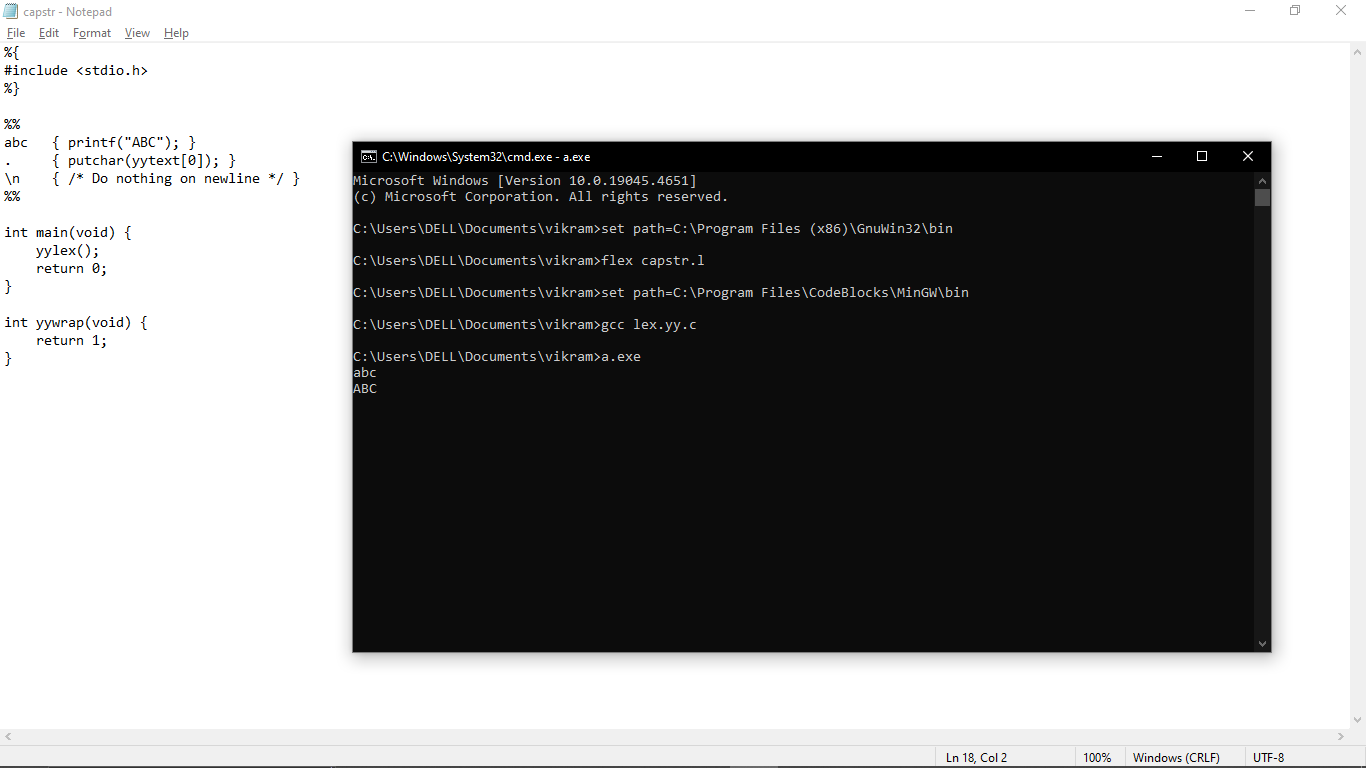 capstr - Notepad
File Edit Format View Help
%{
#include <stdio.h>
%}
%%
abc { printf("ABC"); }
. { putchar(yytext[0]); }
\n { /* Do nothing on newline */ }
%%
int main(void) {
yylex();
return 0;
}
int yywrap(void) {
return 1;
}
C:\Windows\System32\cmd.exe - a.exe
Microsoft Windows [Version 10.0.19045.4651]
(c) Microsoft Corporation. All rights reserved.
C:\Users\DELL\Documents\vikram>set path=C:\Program Files (x86)\GnuWin32\bin
C:\Users\DELL\Documents\vikram>flex capstr.l
C:\Users\DELL\Documents\vikram>set path=C:\Program Files\CodeBlocks\MinGW\bin
C:\Users\DELL\Documents\vikram>gcc lex.yy.c
C:\Users\DELL\Documents\vikram>a.exe
abc
ABC
Ln 18, Col 2 100% Windows (CRLF) UTF-8